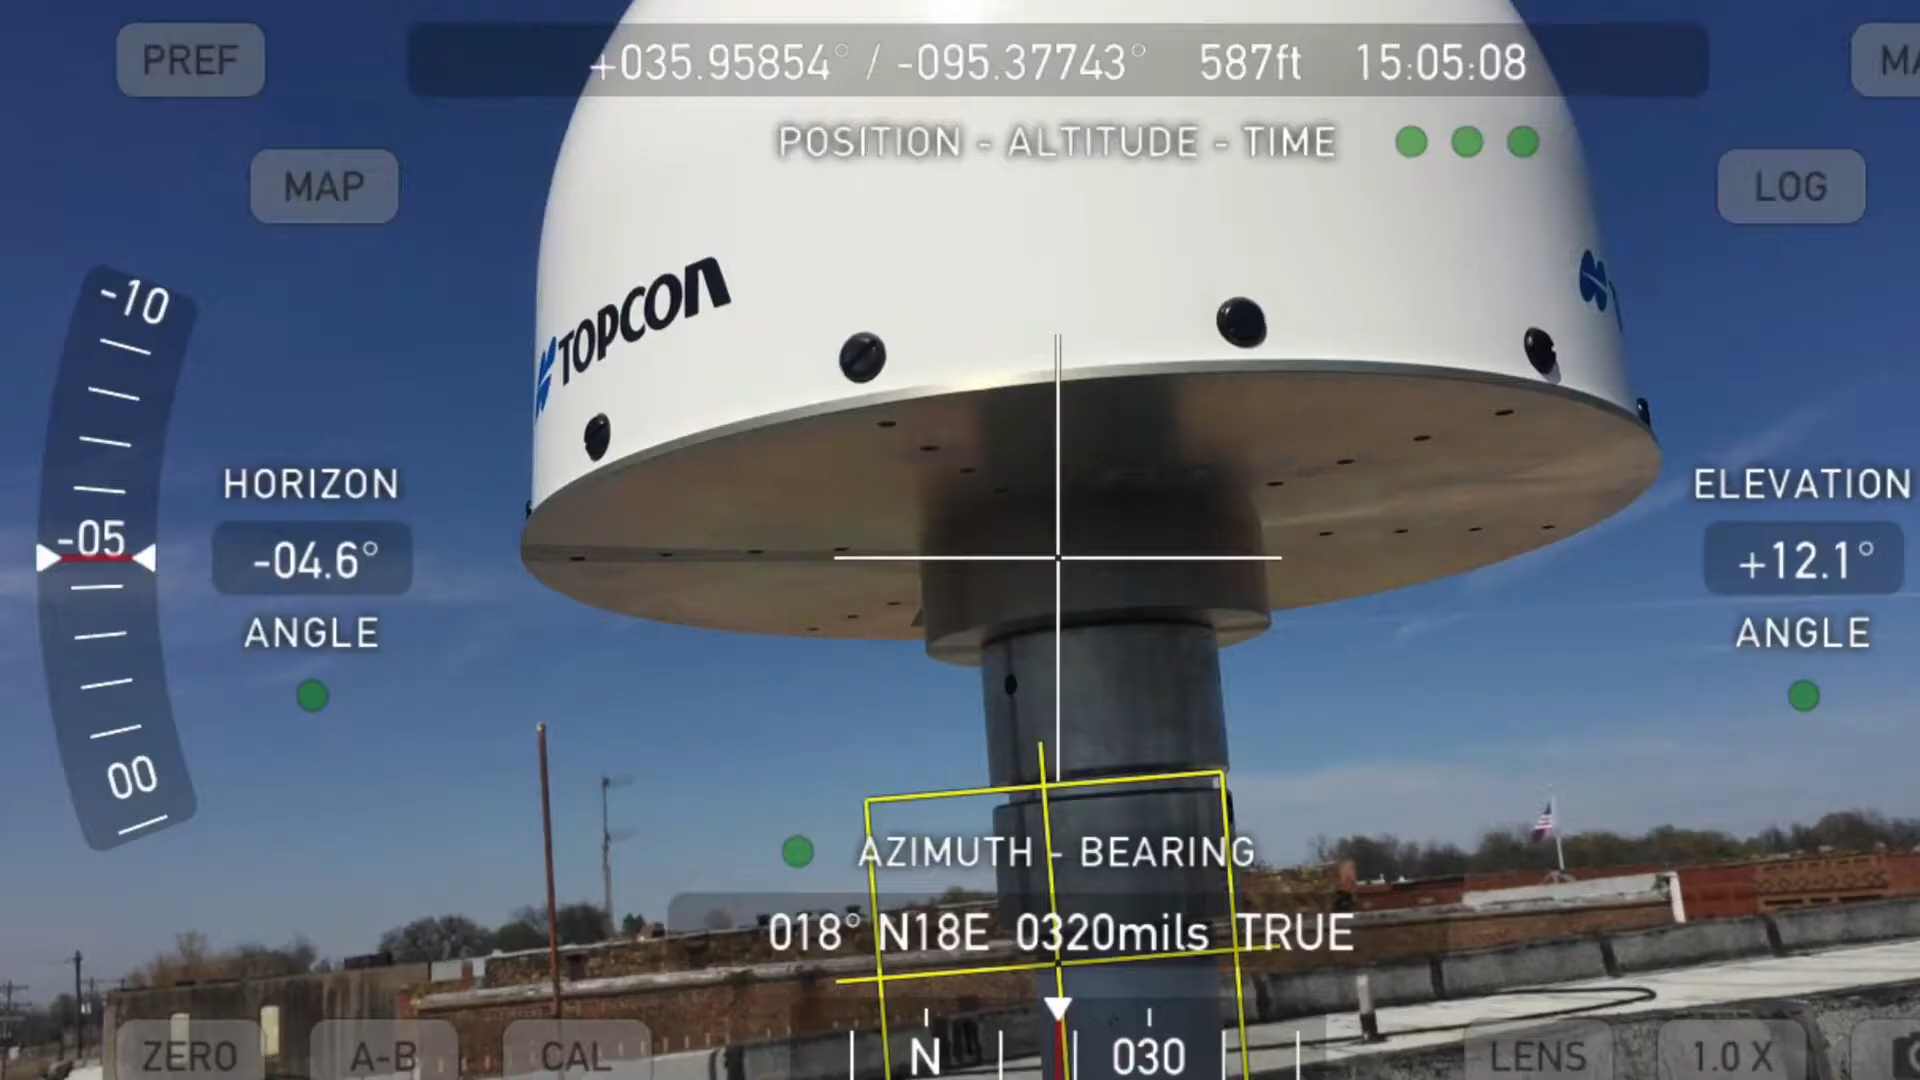 PREF
+035.95854° / -095.37743° 587ft 15:05:08
MA
POSITION - ALTITUDE - TIME
MAP
LOG
TOPCON
-10
-05
00
HORIZON
-04.6°
ANGLE
ELEVATION
+12.1°
ANGLE
AZIMUTH - BEARING
018° N18E 0320mils TRUE
ZERO
A-B
CAL
N
030
LENS
1.0 X